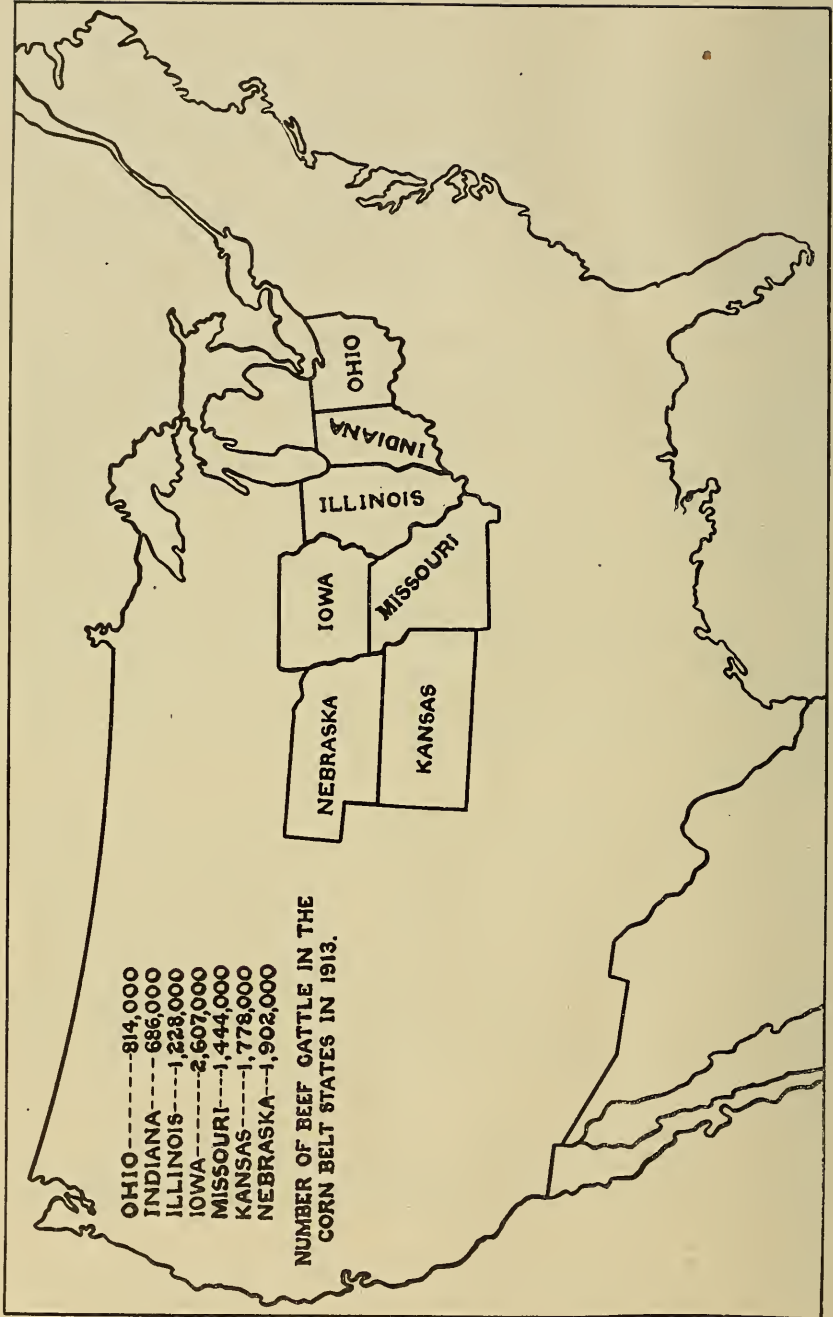 OHIO--------814,000
INDIANA----686,000
ILLINOIS----1,228,000
IOWA--------2,607,000
MISSOURI----1,444,000
KANSAS------1,778,000
NEBRASKA---1,902,000
NUMBER OF BEEF CATTLE IN THE
CORN BELT STATES IN 1913.
NEBRASKA
KANSAS
IOWA
MISSOURI
ILLINOIS
INDIANA
OHIO